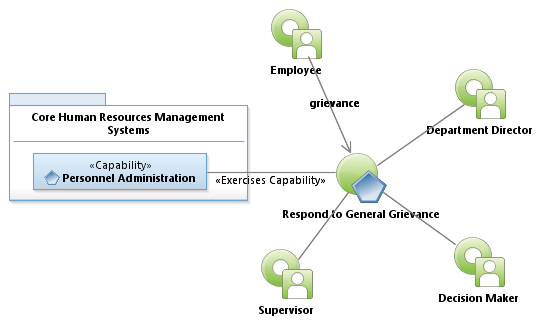 Employee
grievance
Core Human Resources Management
Systems
Department Director
«Capability»
Personnel Administration
«Exercises Capability»
Respond to General Grievance
Supervisor
Decision Maker